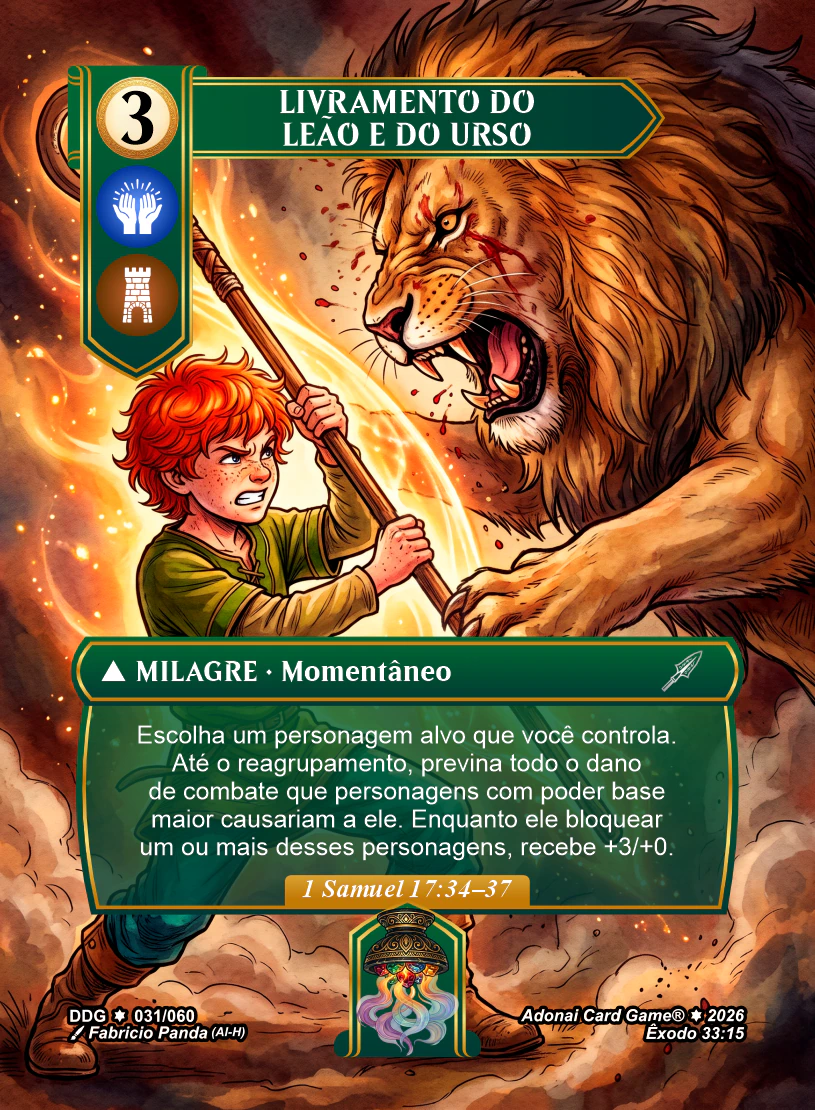 3
LIVRAMENTO DO
LEÃO E DO URSO
MILAGRE · Momentâneo
Escolha um personagem alvo que você controla.
Até o reagrupamento, previna todo o dano
de combate que personagens com poder base
maior causariam a ele. Enquanto ele bloquear
um ou mais desses personagens, recebe +3/+0.
1 Samuel 17:34–37
DDG ✸ 031/060
Fabricio Panda (AI-H)
Adonai Card Game® ✸ 2026
Êxodo 33:15